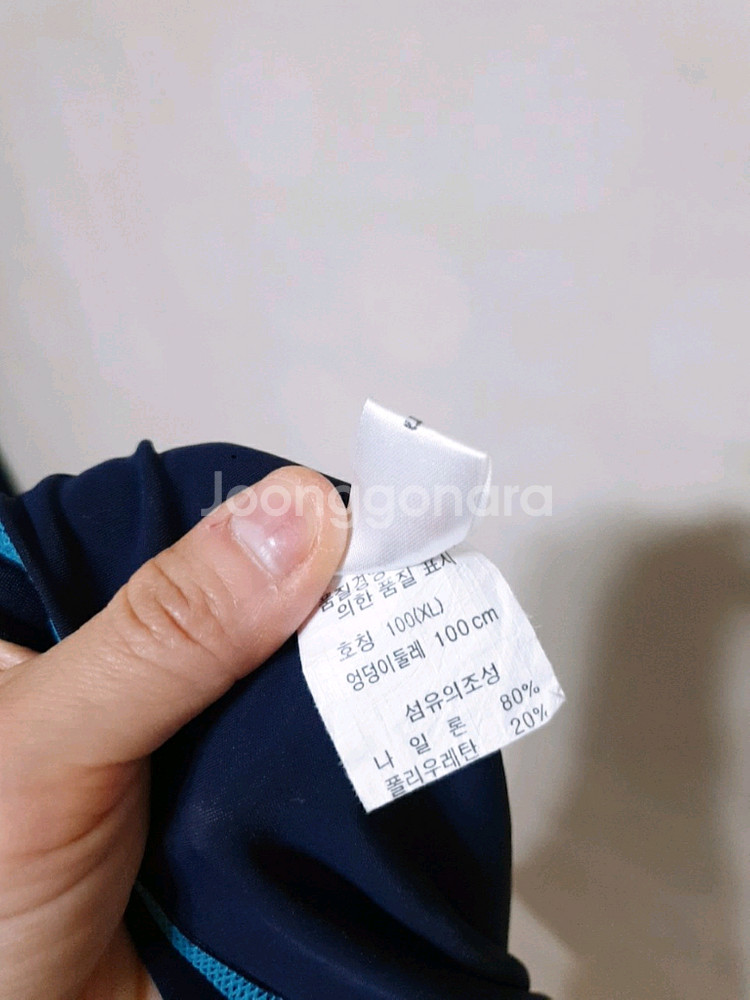 Joonggonara
의한 품질 표시
호칭 100(XL)
엉덩이둘레 100cm
섬유의조성
나 일 론 80%
폴리우레탄 20%